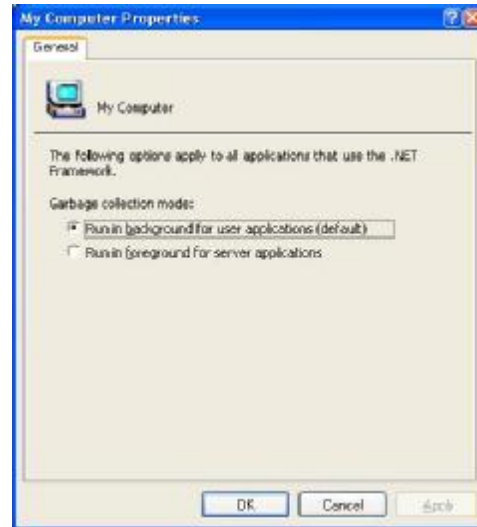 My Computer Properties
General
My Computer
The following options apply to all applications that use the .NET
Framework.
Garbage collection mode:
Run in background for user applications (default)
Run in foreground for server applications
OK Cancel Apply